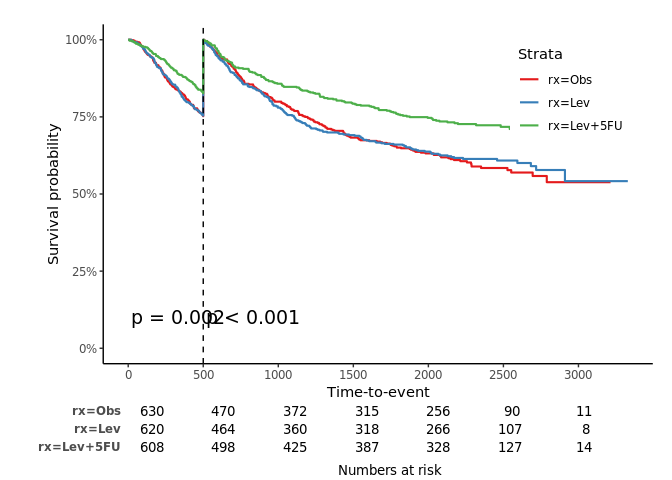 Strata
rx=Obs
rx=Lev
rx=Lev+5FU
Survival probability
100%
75%
50%
25%
0%
p = 0.002
p < 0.001
0 500 1000 1500 2000 2500 3000
Time-to-event
rx=Obs 630 470 372 315 256 90 11
rx=Lev 620 464 360 318 266 107 8
rx=Lev+5FU 608 498 425 387 328 127 14
Numbers at risk